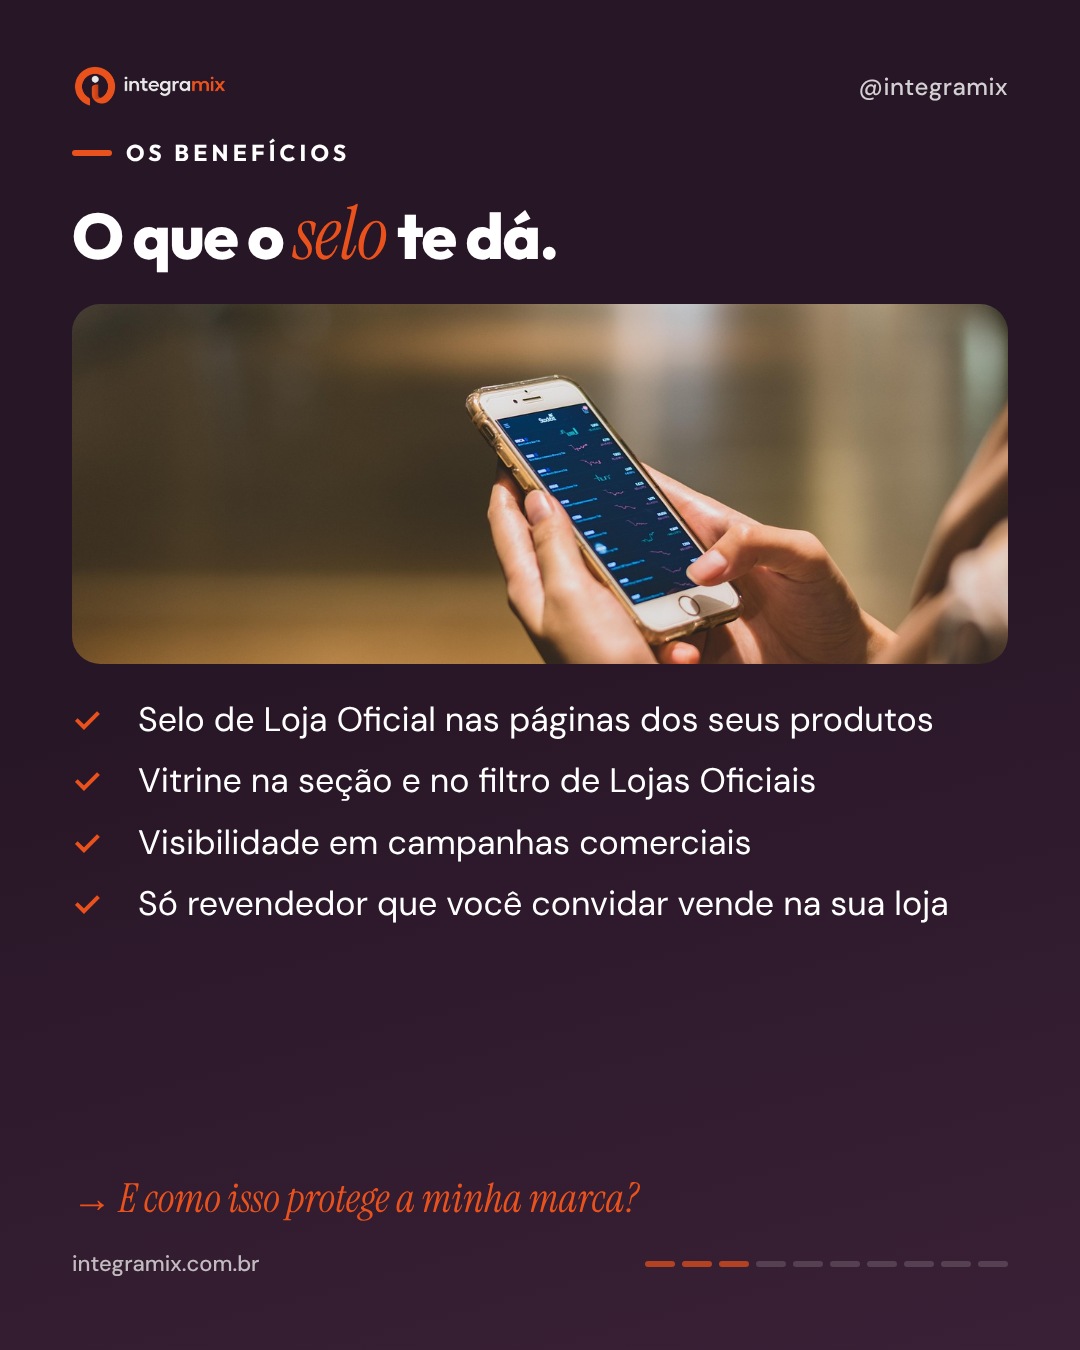 integramix
@integramix
OS BENEFÍCIOS
O que o selo te dá.
Selo de Loja Oficial nas páginas dos seus produtos
Vitrine na seção e no filtro de Lojas Oficiais
Visibilidade em campanhas comerciais
Só revendedor que você convidar vende na sua loja
→ E como isso protege a minha marca?
integramix.com.br